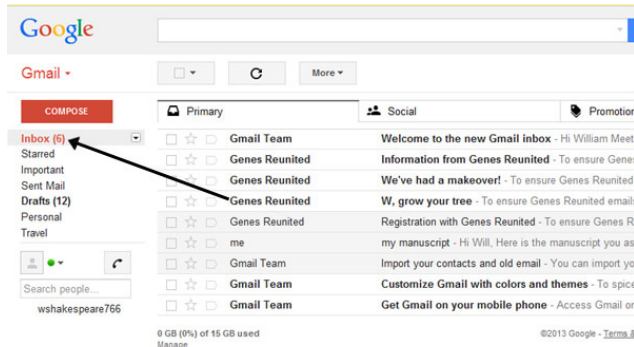 Google
Gmail
More
COMPOSE
Primary
Social
Promotion
Inbox (6)
Starred
Important
Sent Mail
Drafts (12)
Personal
Travel
Search people...
wshakespeare766
Gmail Team Welcome to the new Gmail inbox - Hi William Meet
Genes Reunited Information from Genes Reunited - To ensure Genes
Genes Reunited We've had a makeover! - To ensure Genes Reunited
Genes Reunited W, grow your tree - To ensure Genes Reunited emails
Genes Reunited Registration with Genes Reunited - To ensure Genes R
me my manuscript - Hi Will, Here is the manuscript you as
Gmail Team Import your contacts and old email - You can import yo
Gmail Team Customize Gmail with colors and themes - To spice
Gmail Team Get Gmail on your mobile phone - Access Gmail or
0 GB (0%) of 15 GB used
Manage
©2013 Google - Terms &